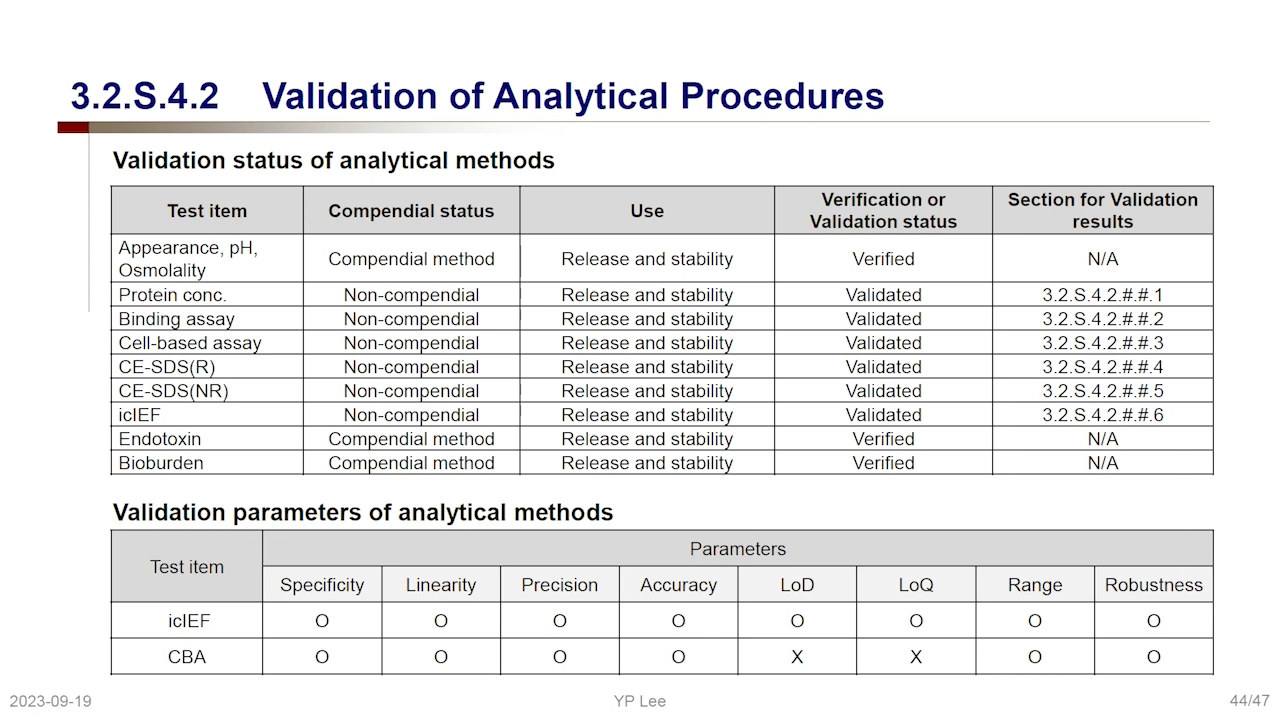 3.2.S.4.2 Validation of Analytical Procedures
Validation status of analytical methods
Test item Compendial status Use Verification or Validation status Section for Validation results
Appearance, pH, Osmolality Compendial method Release and stability Verified N/A
Protein conc. Non-compendial Release and stability Validated 3.2.S.4.2.#.#.1
Binding assay Non-compendial Release and stability Validated 3.2.S.4.2.#.#.2
Cell-based assay Non-compendial Release and stability Validated 3.2.S.4.2.#.#.3
CE-SDS(R) Non-compendial Release and stability Validated 3.2.S.4.2.#.#.4
CE-SDS(NR) Non-compendial Release and stability Validated 3.2.S.4.2.#.#.5
icIEF Non-compendial Release and stability Validated 3.2.S.4.2.#.#.6
Endotoxin Compendial method Release and stability Verified N/A
Bioburden Compendial method Release and stability Verified N/A
Validation parameters of analytical methods
Test item Parameters
Specificity Linearity Precision Accuracy LoD LoQ Range Robustness
icIEF O O O O O O O O
CBA O O O O X X O O
2023-09-19 YP Lee 44/47